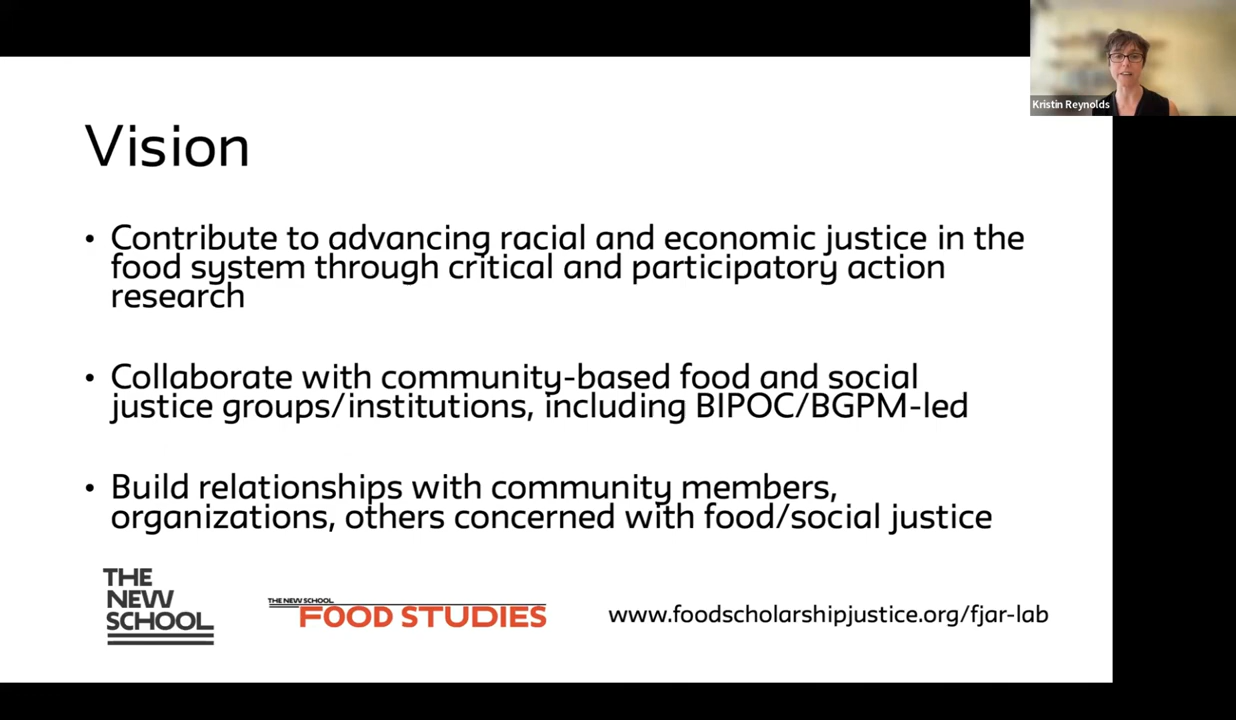 Kristin Reynolds
Vision
• Contribute to advancing racial and economic justice in the
food system through critical and participatory action
research
• Collaborate with community-based food and social
justice groups/institutions, including BIPOC/BGPM-led
• Build relationships with community members,
organizations, others concerned with food/social justice
THE
NEW
SCHOOL
THE NEW SCHOOL
FOOD STUDIES
www.foodscholarshipjustice.org/fjar-lab